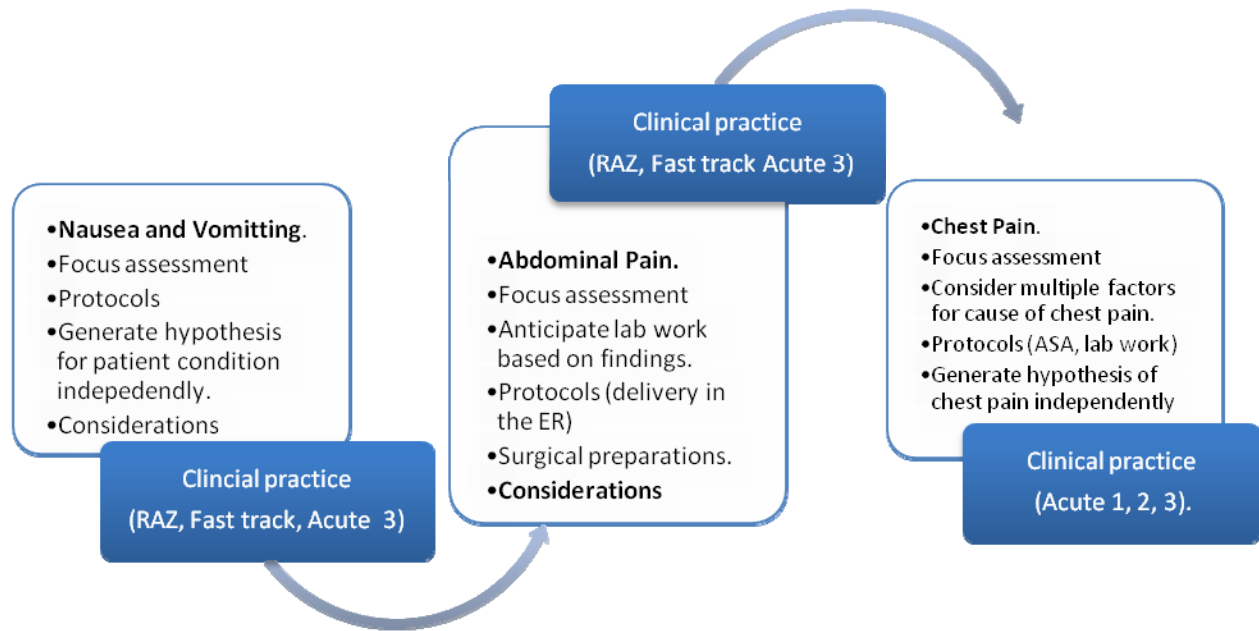 •Nausea and Vomitting.
•Focus assessment
•Protocols
•Generate hypothesis
for patient condition
indepedendly.
•Considerations
Clincial practice
(RAZ, Fast track, Acute 3)
Clinical practice
(RAZ, Fast track Acute 3)
•Abdominal Pain.
•Focus assessment
•Anticipate lab work
based on findings.
•Protocols (delivery in
the ER)
•Surgical preparations.
•Considerations
•Chest Pain.
•Focus assessment
•Consider multiple factors
for cause of chest pain.
•Protocols (ASA, lab work)
•Generate hypothesis of
chest pain independently
Clinical practice
(Acute 1, 2, 3).